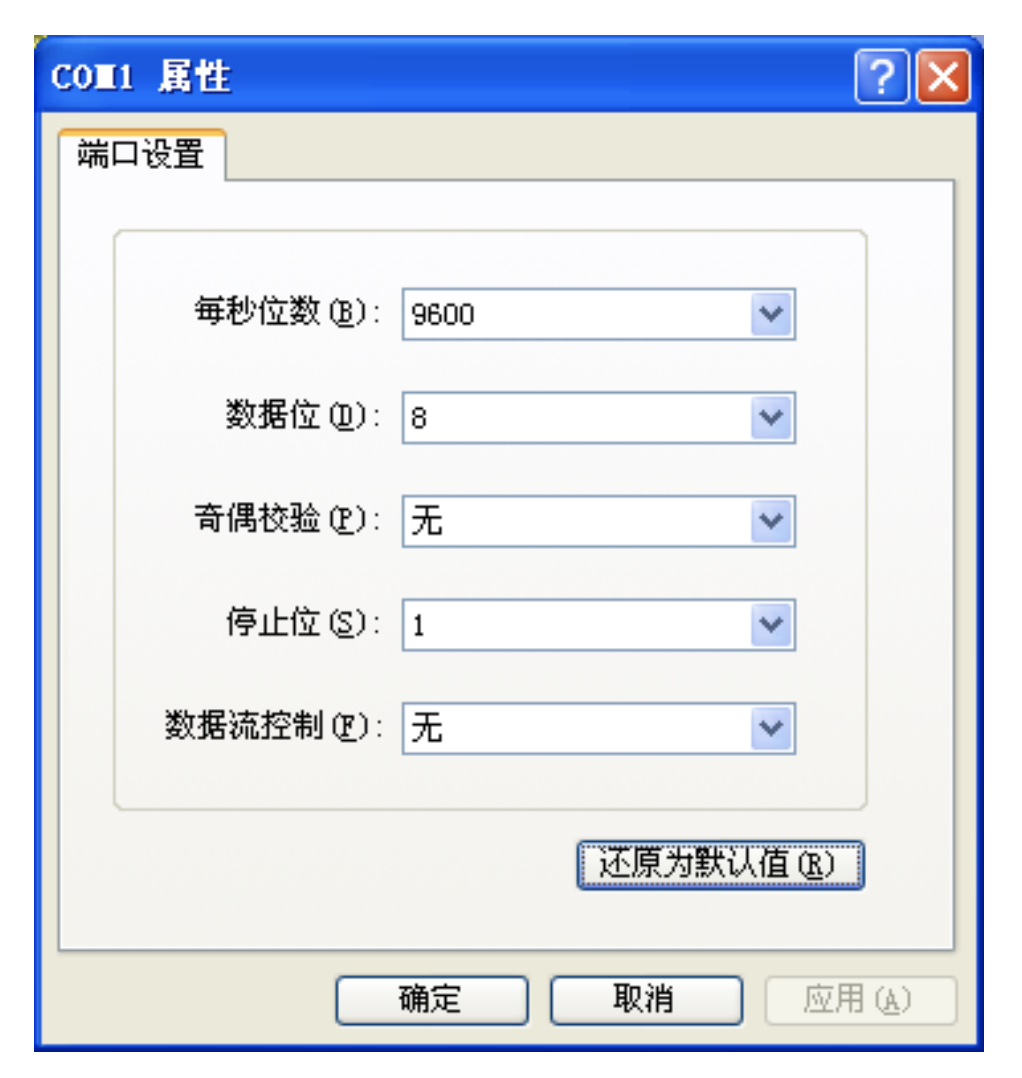 COM1 属性
端口设置
每秒位数(B): 9600
数据位(D): 8
奇偶校验(P): 无
停止位(S): 1
数据流控制(F): 无
还原为默认值(R)
确定 取消 应用(A)